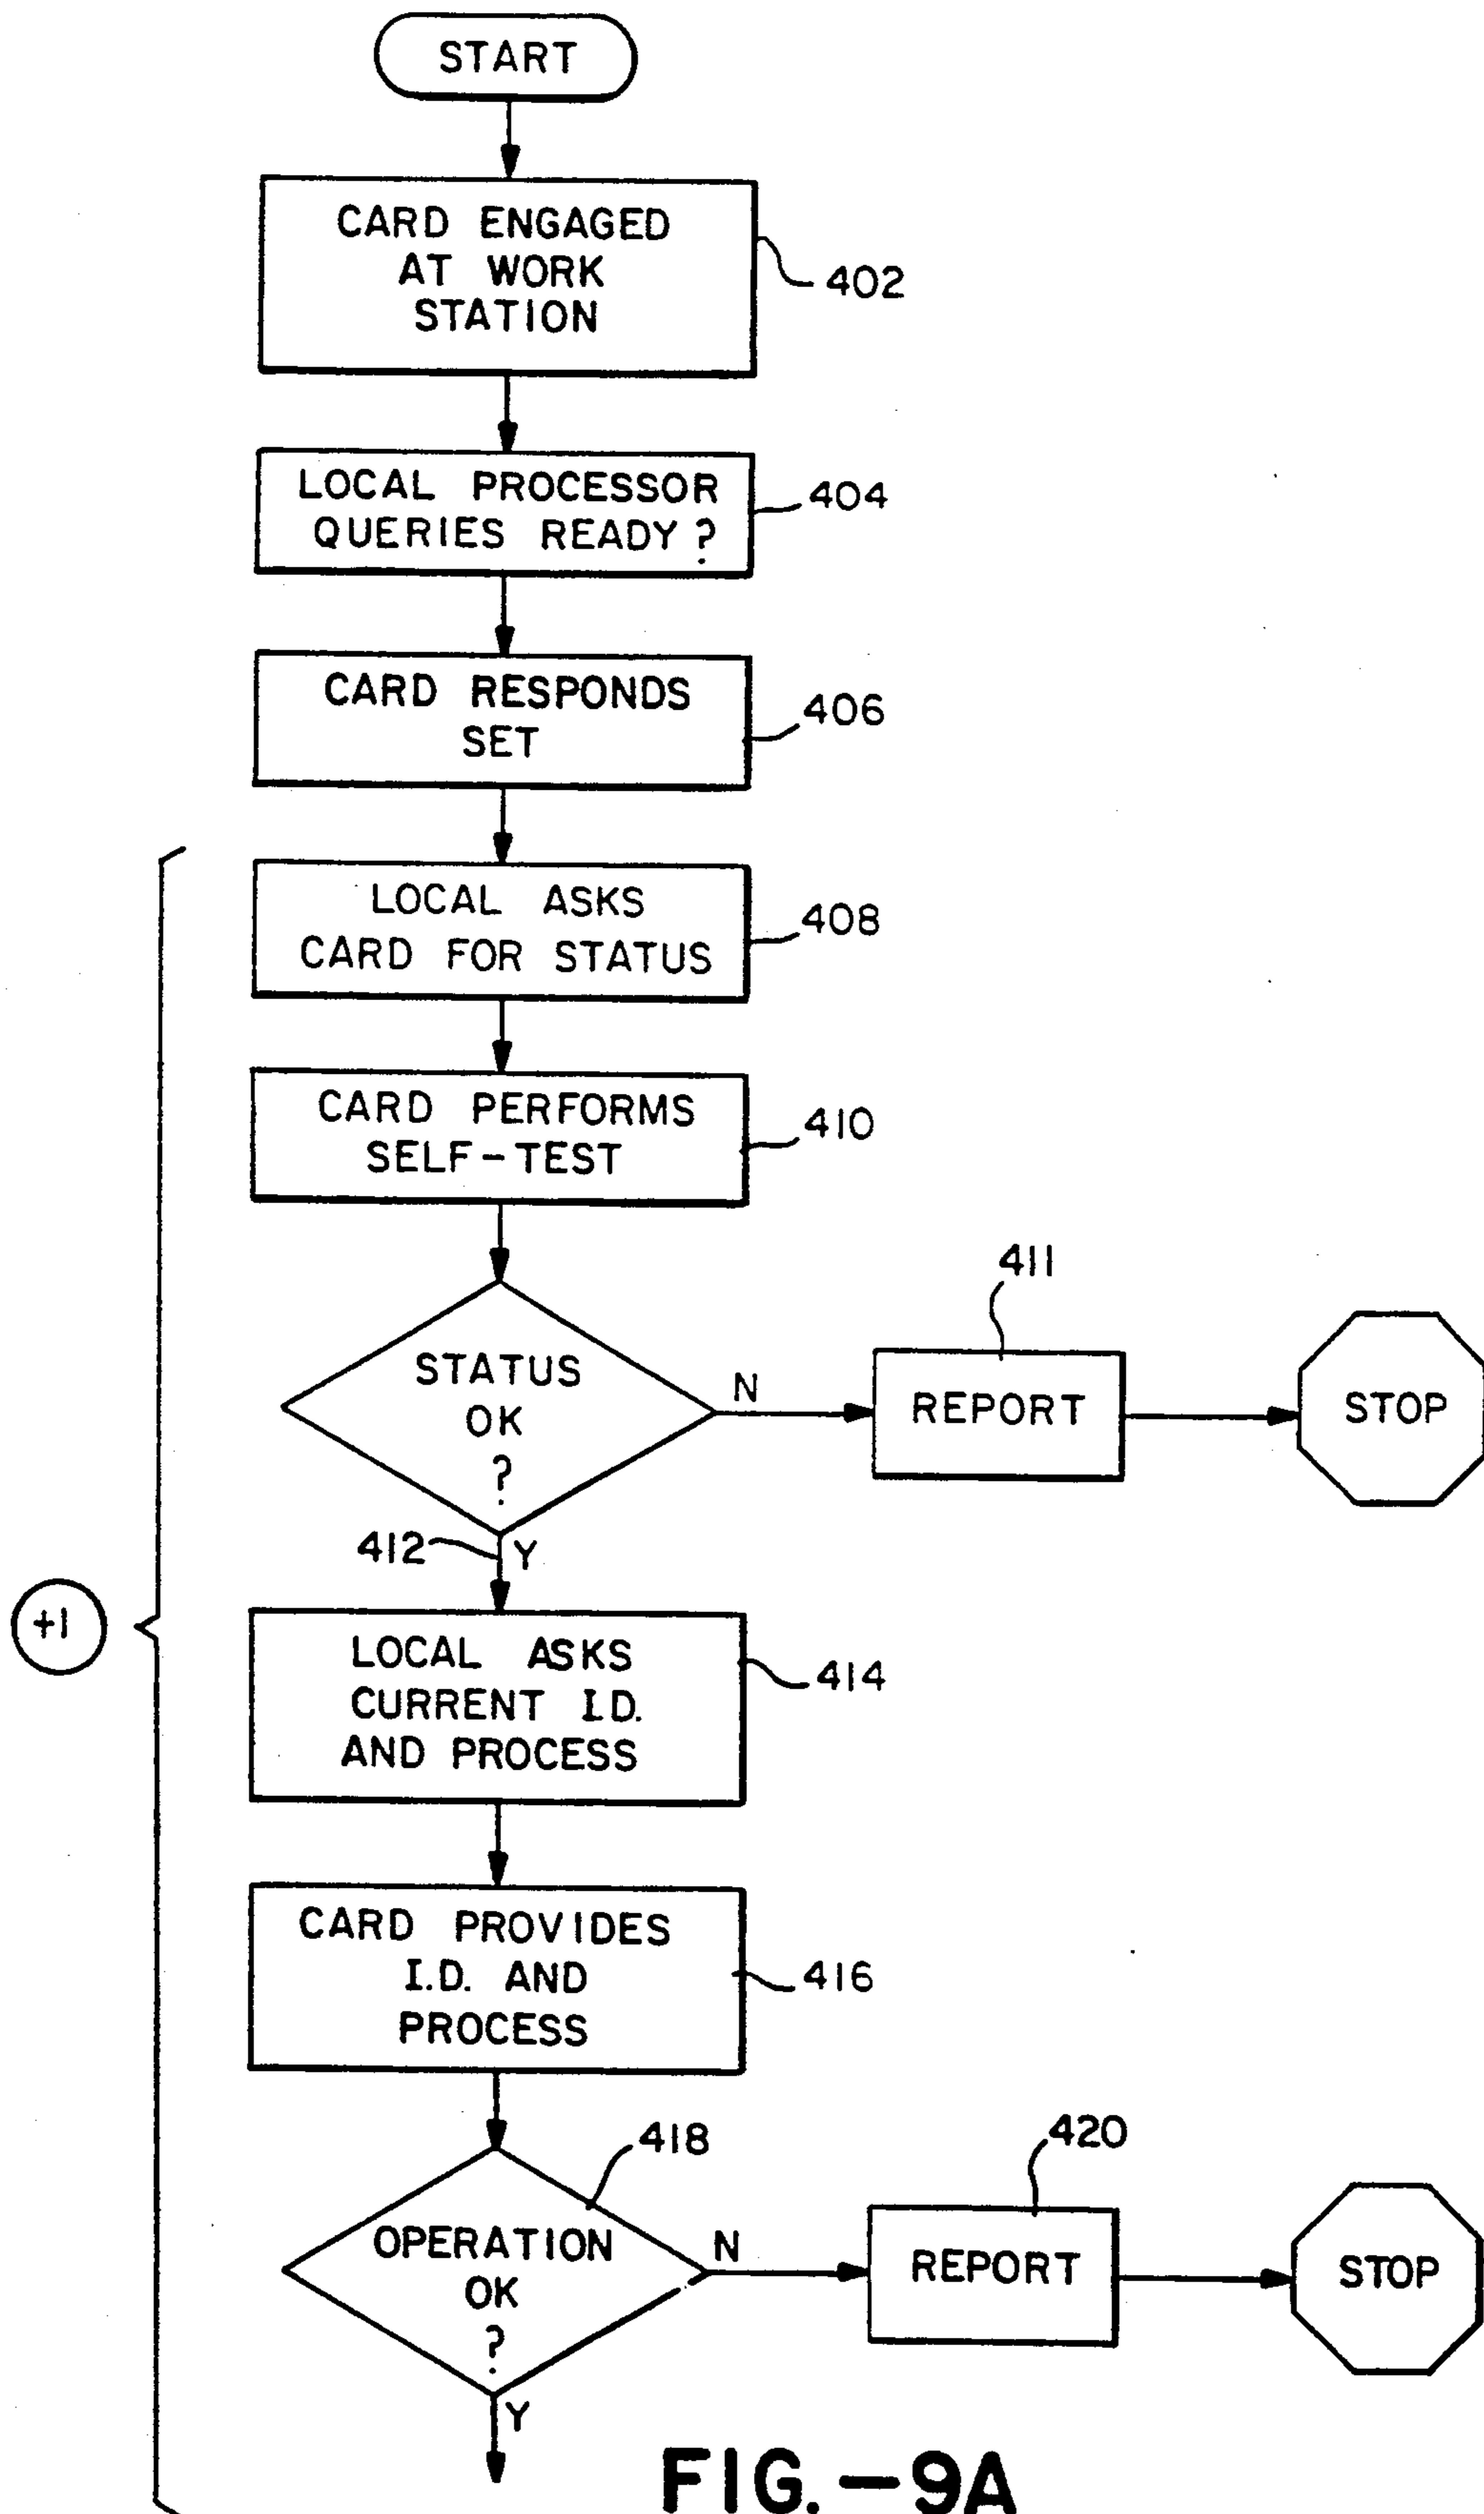 START
CARD ENGAGED
AT WORK
STATION
402
LOCAL PROCESSOR
QUERIES READY?
404
CARD RESPONDS
SET
406
LOCAL ASKS
CARD FOR STATUS
408
CARD PERFORMS
SELF-TEST
410
STATUS
OK
?
N
411
REPORT
STOP
412
Y
+1
LOCAL ASKS
CURRENT I.D.
AND PROCESS
414
CARD PROVIDES
I.D. AND
PROCESS
416
418
OPERATION
OK
?
N
420
REPORT
STOP
Y
FIG.-9A